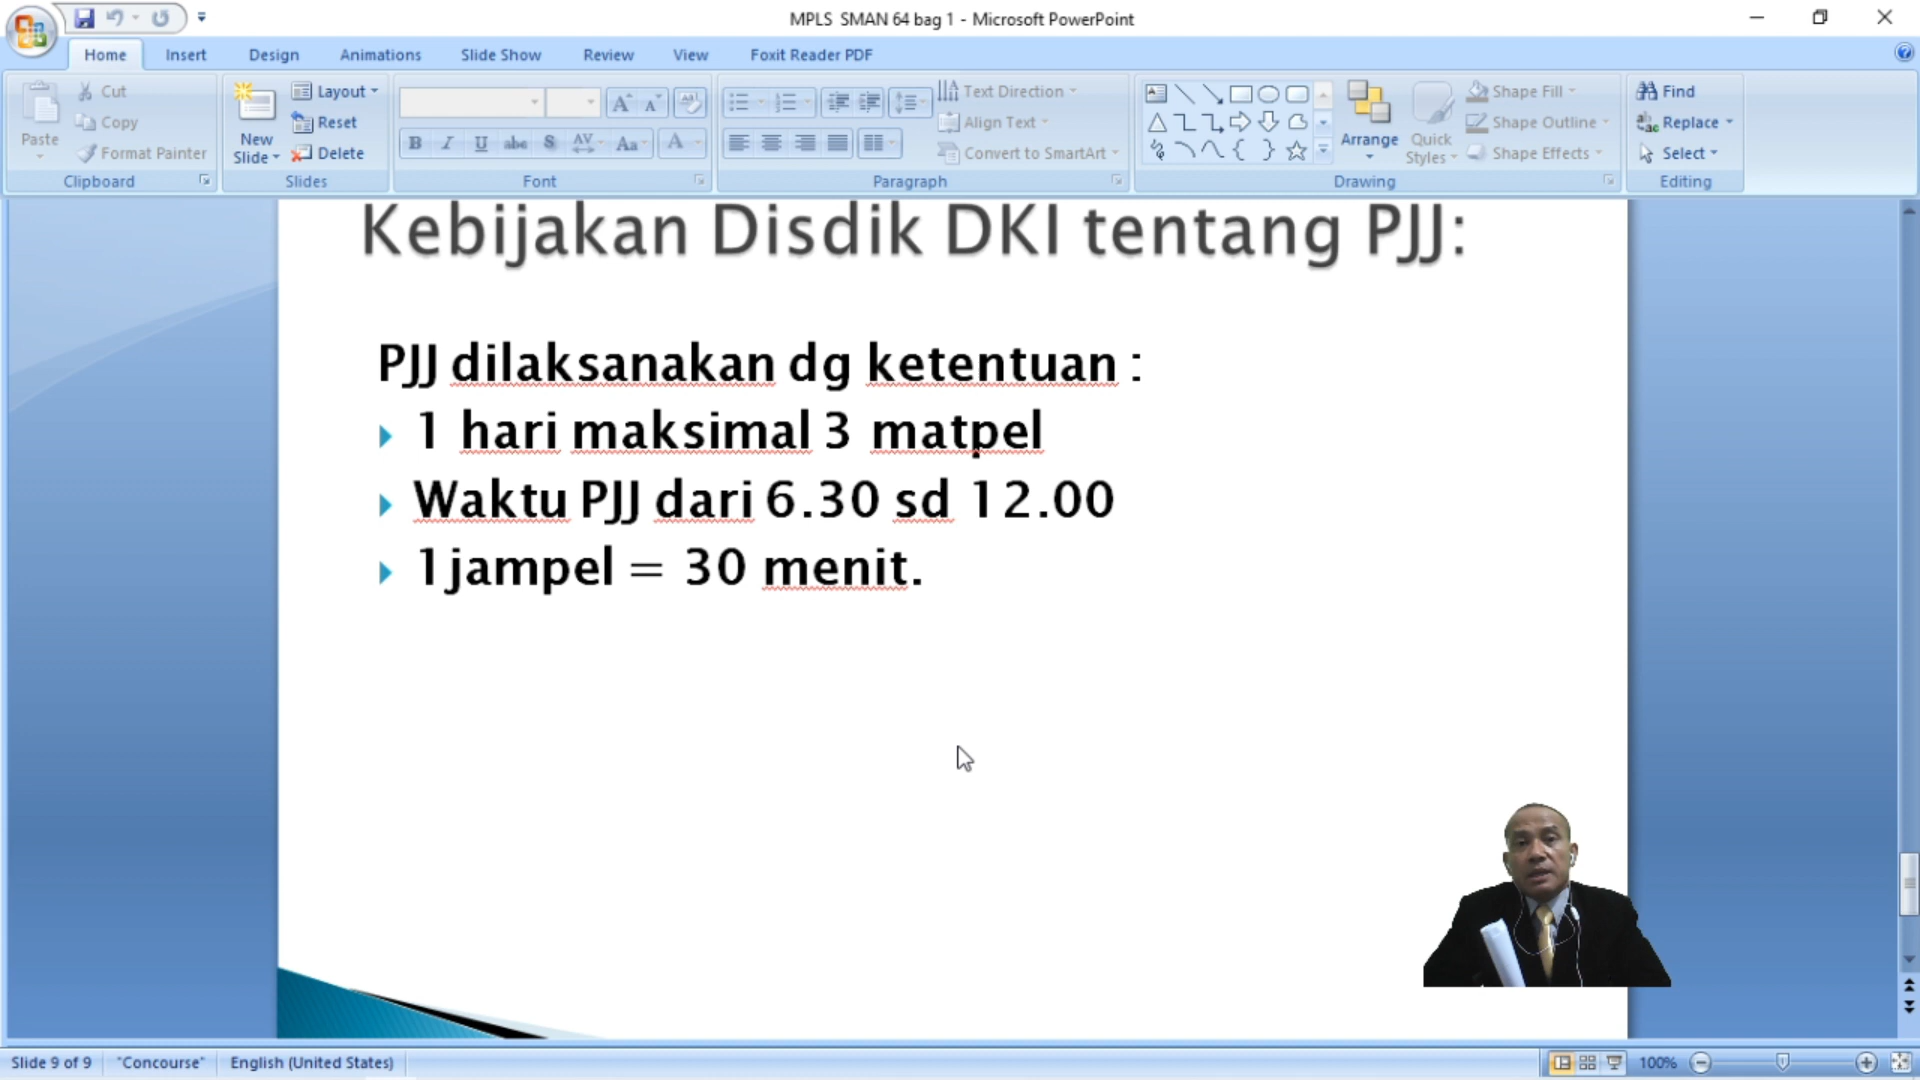 MPLS SMAN 64 bag 1 - Microsoft PowerPoint
Home Insert Design Animations Slide Show Review View Foxit Reader PDF
Paste
Cut
Copy
Format Painter
Clipboard
New Slide
Layout
Reset
Delete
Slides
B I U abc S AV Aa A
Font
Text Direction
Align Text
Convert to SmartArt
Paragraph
Arrange
Quick Styles
Shape Fill
Shape Outline
Shape Effects
Drawing
Find
Replace
Select
Editing
Kebijakan Disdik DKI tentang PJJ:
PJJ dilaksanakan dg ketentuan :
1 hari maksimal 3 matpel
Waktu PJJ dari 6.30 sd 12.00
1jampel = 30 menit.
Slide 9 of 9 "Concourse" English (United States) 100%